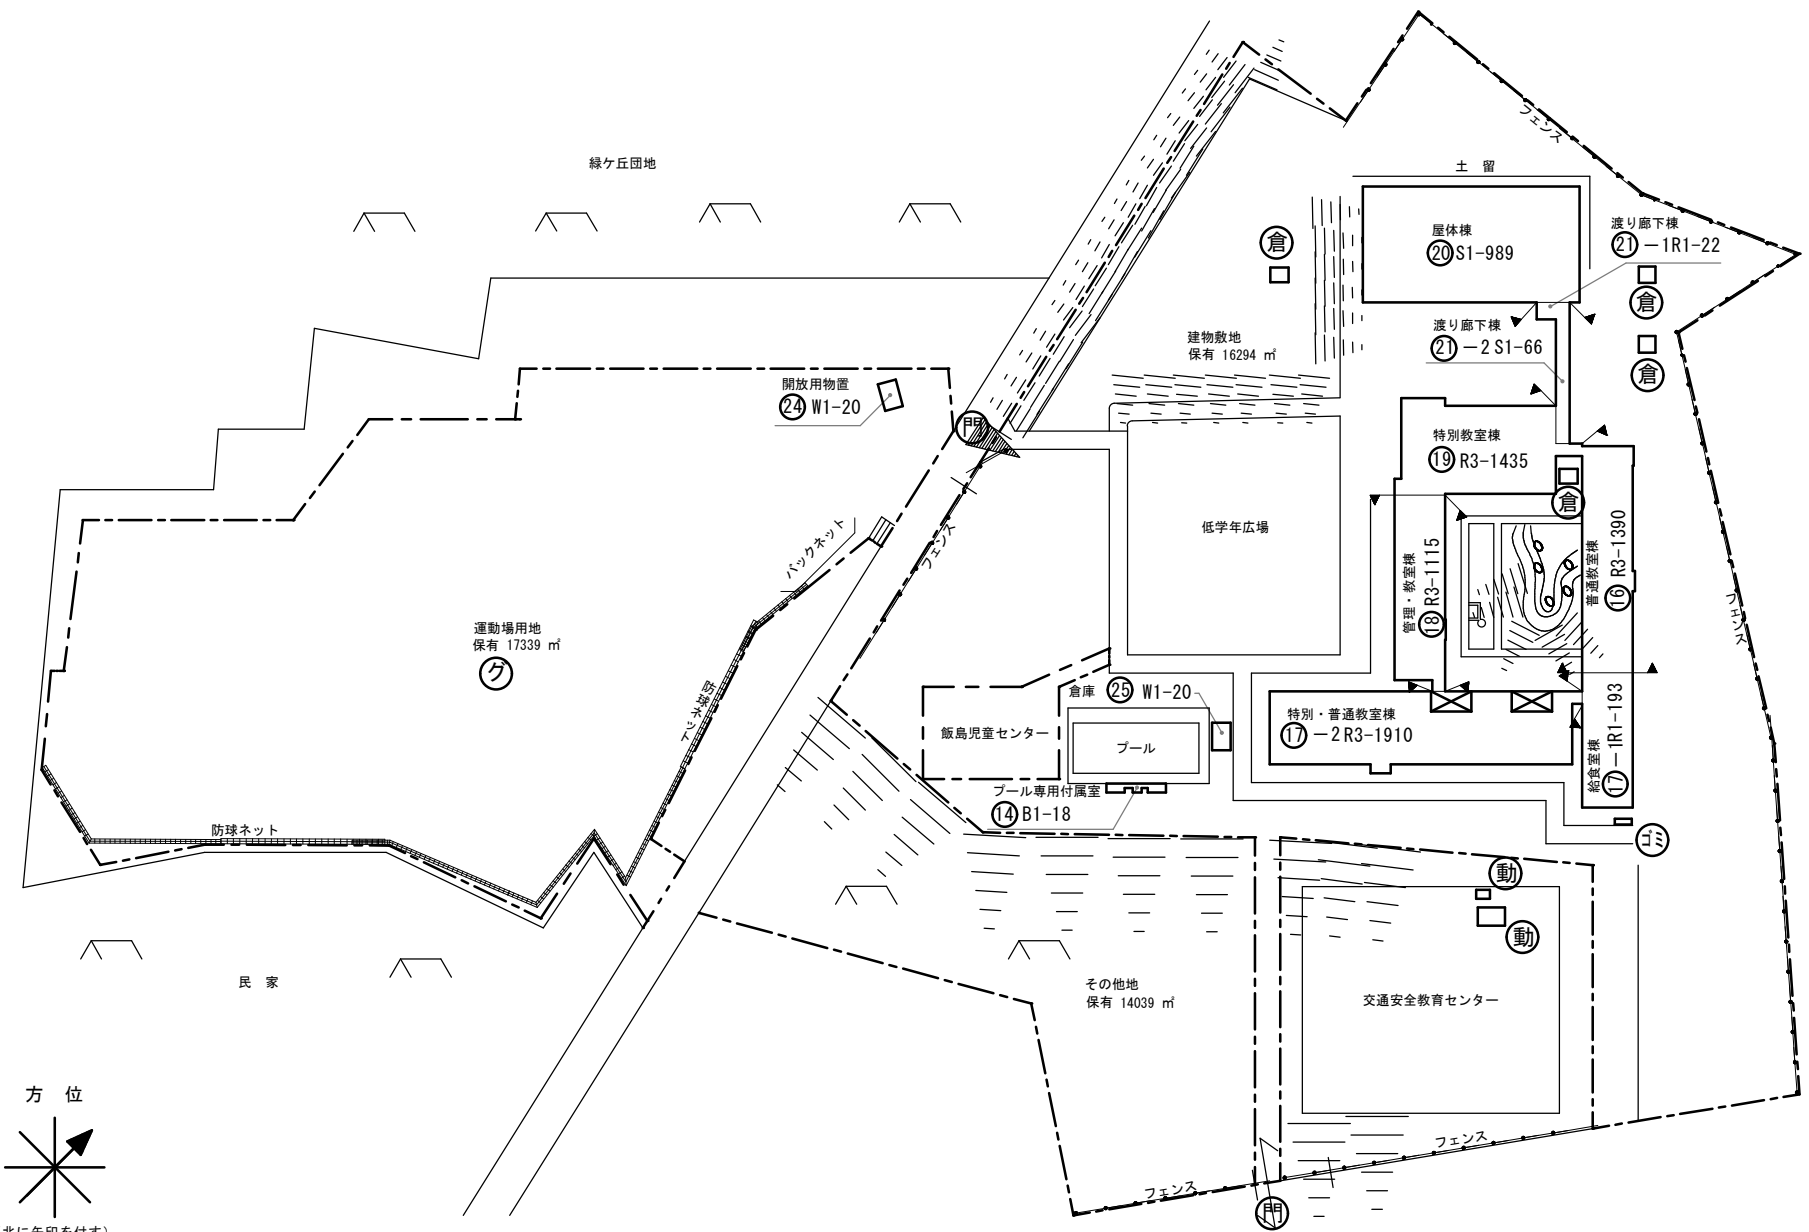 緑ケ丘団地
フェンス
土 留
屋体棟
⑳ S1-989
渡り廊下棟
㉑ －1R1-22
倉
倉
倉
渡り廊下棟
㉑ －2 S1-66
建物敷地
保有 16294 ㎡
開放用物置
㉔ W1-20
門
特別教室棟
⑲ R3-1435
倉
低学年広場
バックネット
フェンス
管理・教室棟
⑱ R3-1115
普通教室棟
⑯ R3-1390
フェンス
運動場用地
保有 17339 ㎡
グ
防球ネット
倉庫 ㉕ W1-20
飯島児童センター
プール
特別・普通教室棟
⑰ －2 R3-1910
給食室棟
⑰ －1R1-193
プール専用付属室
⑭ B1-18
防球ネット
ゴミ
動
動
民 家
その他地
保有 14039 ㎡
交通安全教育センター
方 位
フェンス
フェンス
門